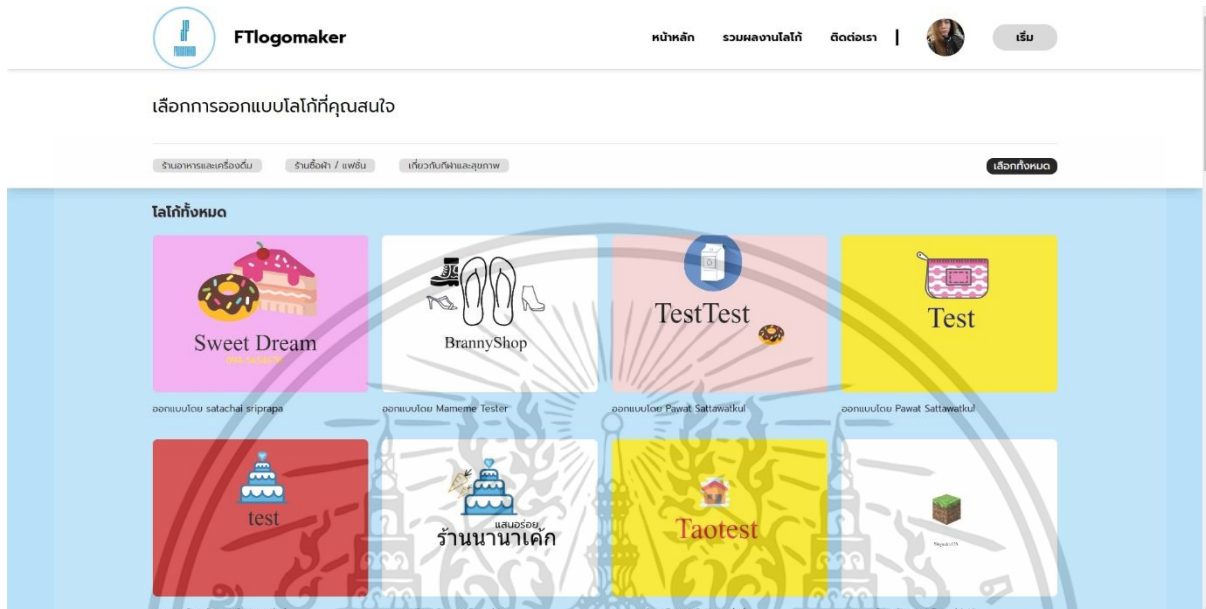 FTlogomaker
หน้าหลัก รวมผลงานโลโก้ ติดต่อเรา | เริ่ม
เลือกการออกแบบโลโก้ที่คุณสนใจ
ร้านอาหารและเครื่องดื่ม ร้านซื้อผ้า / แฟชั่น เกี่ยวกับกีฬาและสุขภาพ เลือกทั้งหมด
โลโก้ทั้งหมด
Sweet Dream
BrannyShop
TestTest
Test
ออกแบบโดย satachai sriprapa
ออกแบบโดย Mameme Tester
ออกแบบโดย Pawat Sattawatkul
ออกแบบโดย Pawat Sattawatkul
test
แสนอร่อย
ร้านนานาเค้ก
Taotest